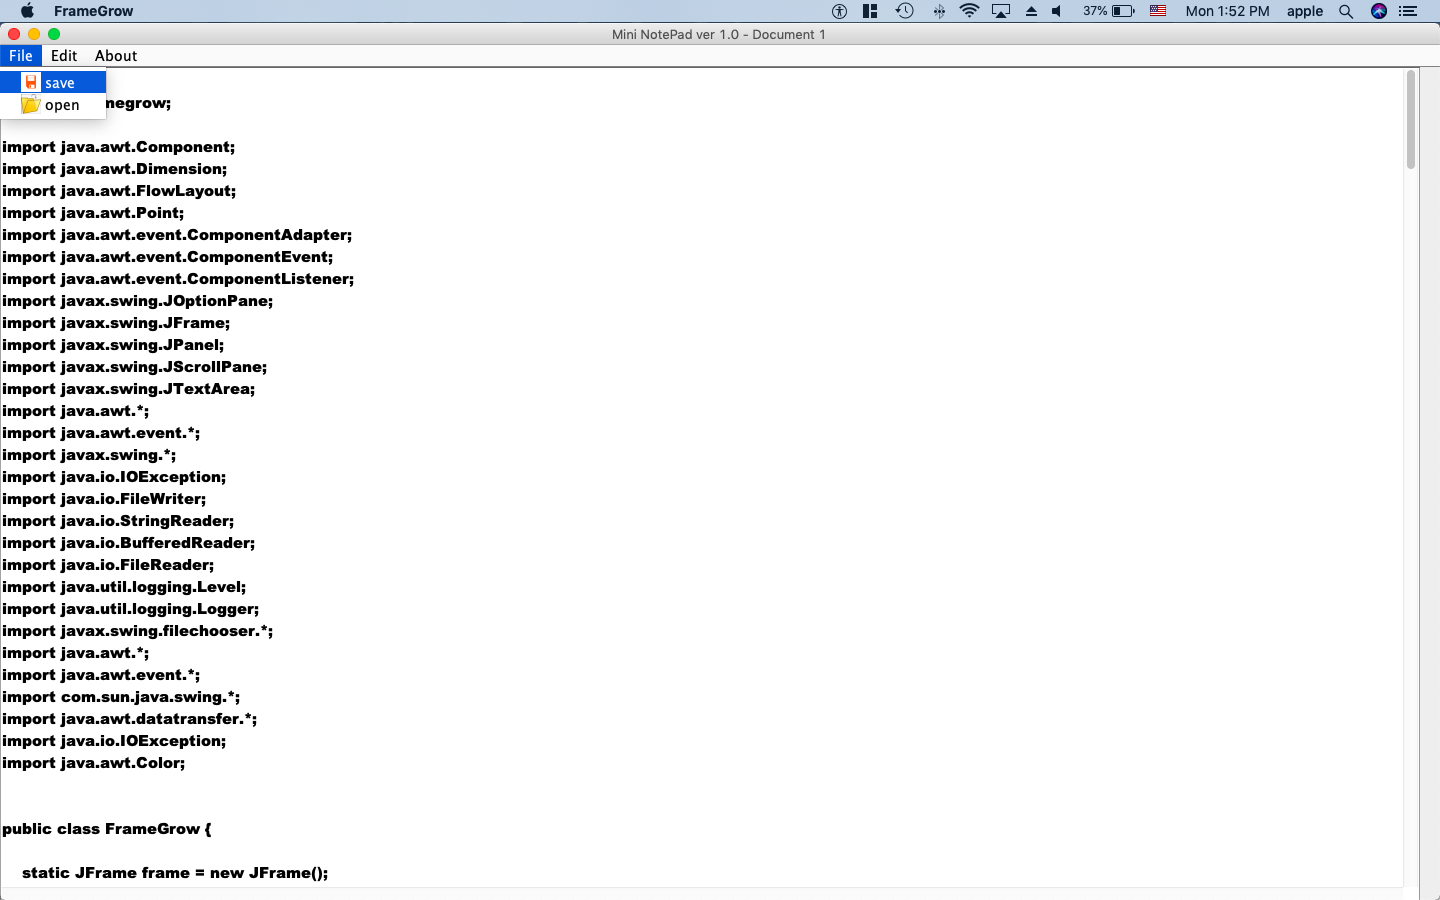 FrameGrow 37% Mon 1:52 PM apple
Mini NotePad ver 1.0 - Document 1
File Edit About
save
open
megrow;
import java.awt.Component;
import java.awt.Dimension;
import java.awt.FlowLayout;
import java.awt.Point;
import java.awt.event.ComponentAdapter;
import java.awt.event.ComponentEvent;
import java.awt.event.ComponentListener;
import javax.swing.JOptionPane;
import javax.swing.JFrame;
import javax.swing.JPanel;
import javax.swing.JScrollPane;
import javax.swing.JTextArea;
import java.awt.*;
import java.awt.event.*;
import javax.swing.*;
import java.io.IOException;
import java.io.FileWriter;
import java.io.StringReader;
import java.io.BufferedReader;
import java.io.FileReader;
import java.util.logging.Level;
import java.util.logging.Logger;
import javax.swing.filechooser.*;
import java.awt.*;
import java.awt.event.*;
import com.sun.java.swing.*;
import java.awt.datatransfer.*;
import java.io.IOException;
import java.awt.Color;
public class FrameGrow {
static JFrame frame = new JFrame();